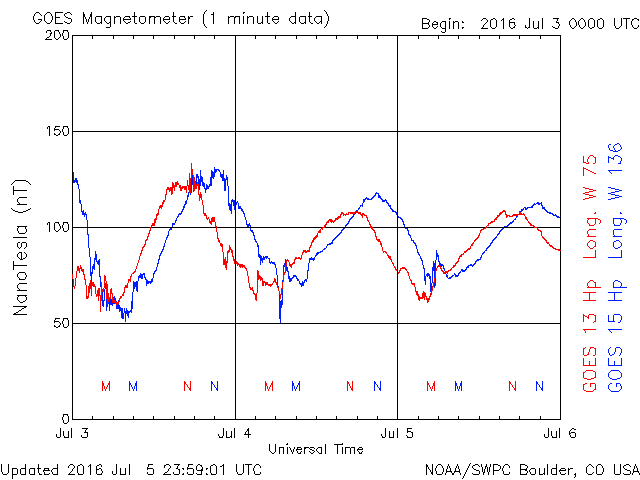 GOES Magnetometer (1 minute data)
Begin: 2016 Jul 3 0000 UTC
200
150
100
50
0
NanoTesla (nT)
M M N N M M N N M M N N
Jul 3 Jul 4 Jul 5 Jul 6
Universal Time
GOES 13 Hp Long. W 75
GOES 15 Hp Long. W 136
Updated 2016 Jul 5 23:59:01 UTC
NOAA/SWPC Boulder, CO USA